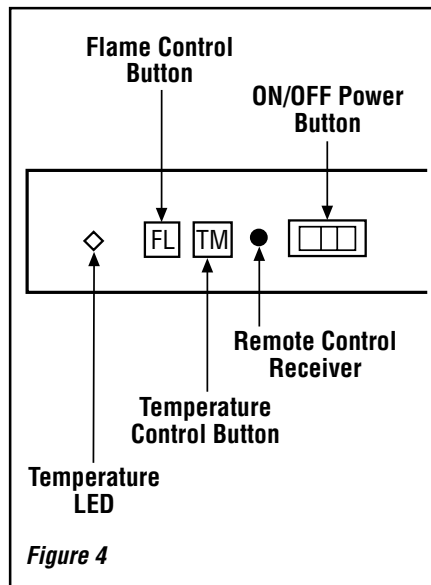 Flame Control
Button
ON/OFF Power
Button
FL
TM
Remote Control
Receiver
Temperature
Control Button
Temperature
LED
Figure 4